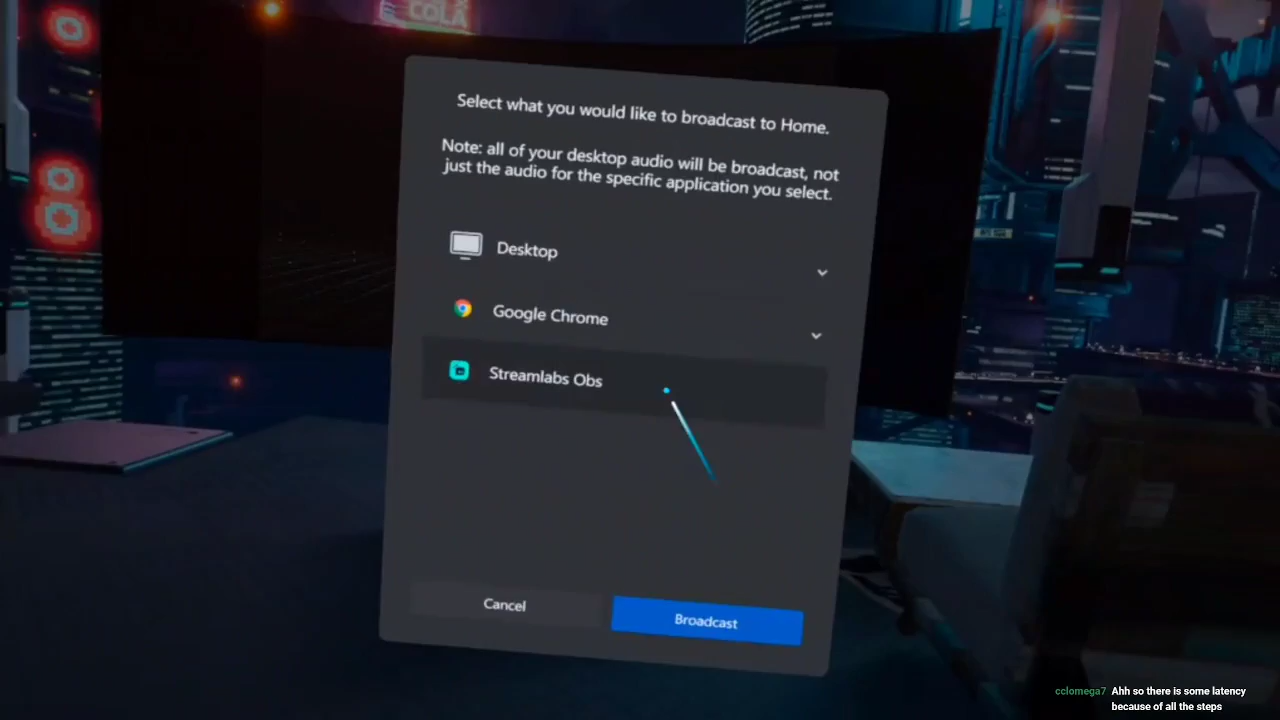 COLA
Select what you would like to broadcast to Home.
Note: all of your desktop audio will be broadcast, not
just the audio for the specific application you select.
Desktop
Google Chrome
Streamlabs Obs
Cancel
Broadcast
cclomega7 Ahh so there is some latency
because of all the steps